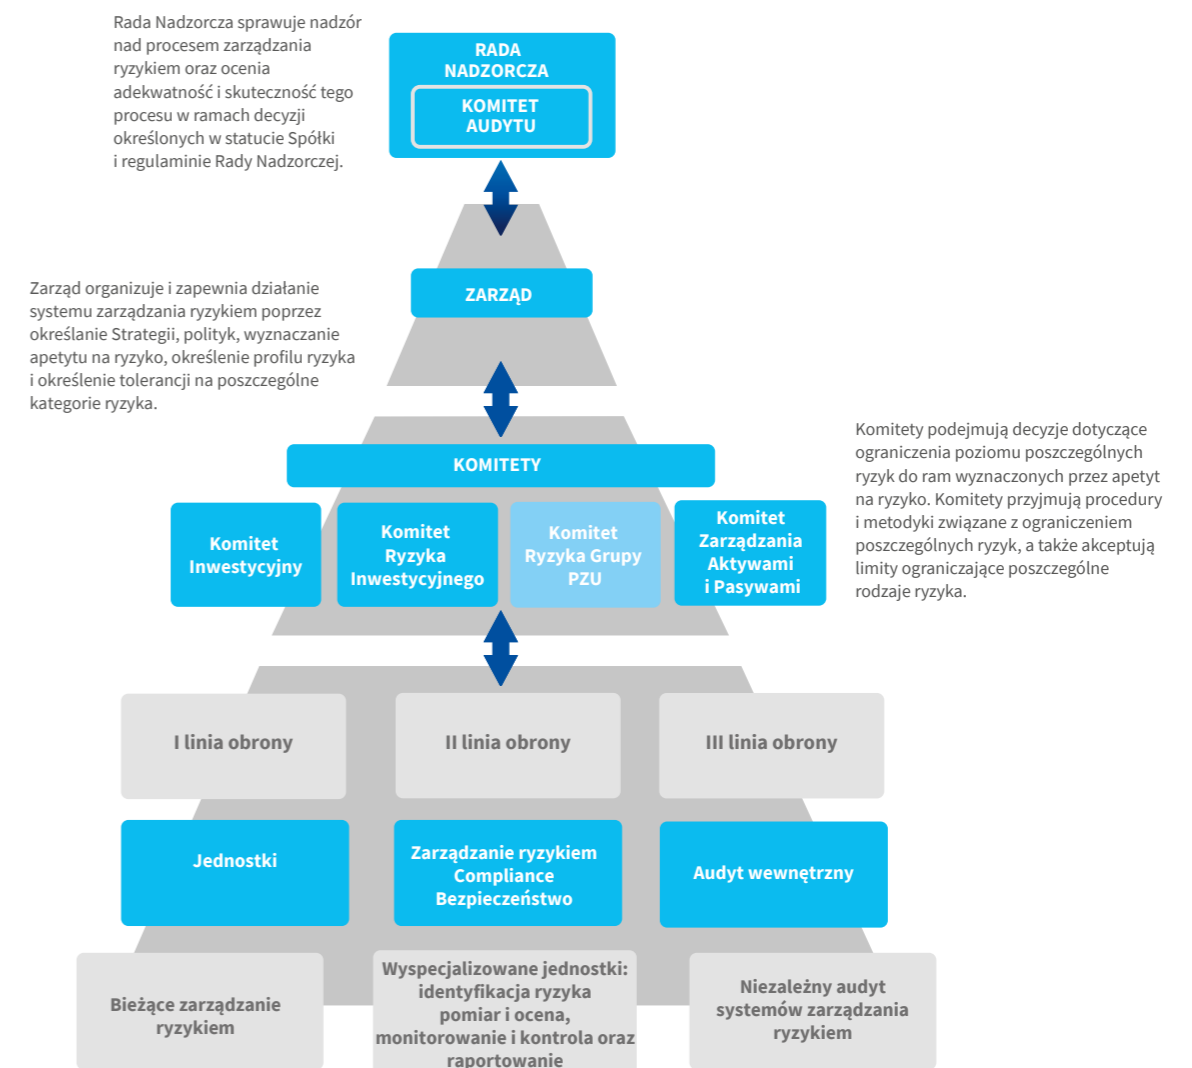 Rada Nadzorcza sprawuje nadzór
nad procesem zarządzania
ryzykiem oraz ocenia
adekwatność i skuteczność tego
procesu w ramach decyzji
określonych w statucie Spółki
i regulaminie Rady Nadzorczej.
RADA
NADZORCZA
KOMITET
AUDYTU
Zarząd organizuje i zapewnia działanie
systemu zarządzania ryzykiem poprzez
określanie Strategii, polityk, wyznaczanie
apetytu na ryzyko, określenie profilu ryzyka
i określenie tolerancji na poszczególne
kategorie ryzyka.
ZARZĄD
KOMITETY
Komitet
Inwestycyjny
Komitet
Ryzyka
Inwestycyjnego
Komitet
Ryzyka Grupy
PZU
Komitet
Zarządzania
Aktywami
i Pasywami
Komitety podejmują decyzje dotyczące
ograniczenia poziomu poszczególnych
ryzyk do ram wyznaczonych przez apetyt
na ryzyko. Komitety przyjmują procedury
i metodyki związane z ograniczeniem
poszczególnych ryzyk, a także akceptują
limity ograniczające poszczególne
rodzaje ryzyka.
I linia obrony
II linia obrony
III linia obrony
Jednostki
Zarządzanie ryzykiem
Compliance
Bezpieczeństwo
Audyt wewnętrzny
Bieżące zarządzanie
ryzykiem
Wyspecjalizowane jednostki:
identyfikacja ryzyka
pomiar i ocena,
monitorowanie i kontrola oraz
raportowanie
Niezależny audyt
systemów zarządzania
ryzykiem